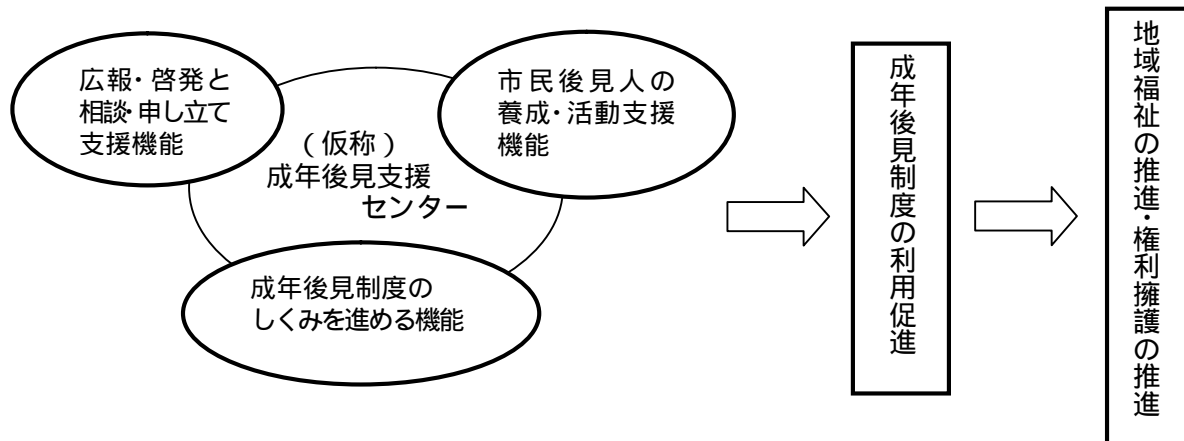 広報・啓発と
相談・申し立て
支援機能
市民後見人の
養成・活動支援
機能
(仮称)
成年後見支援
センター
成年後見制度の
しくみを進める機能
成年後見制度の利用促進
地域福祉の推進・権利擁護の推進